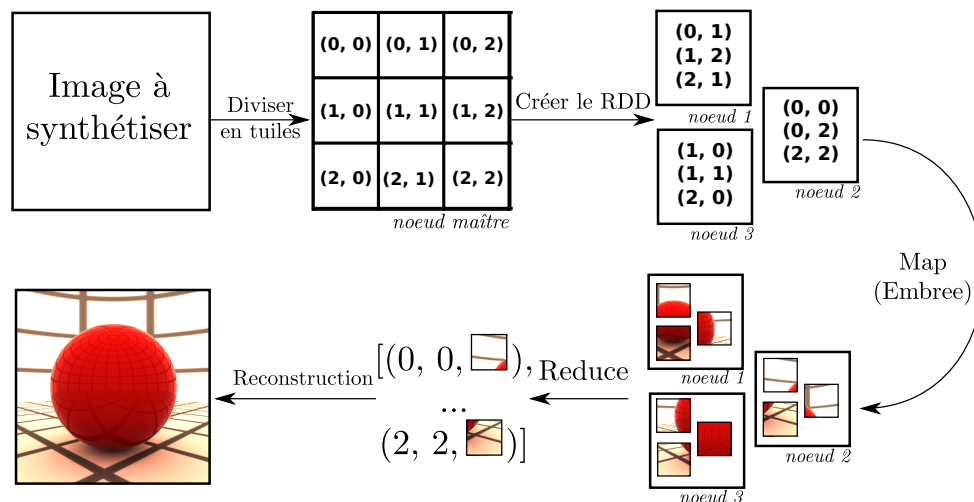 Image à
synthétiser
Diviser
en tuiles
(0, 0) (0, 1) (0, 2)
(1, 0) (1, 1) (1, 2)
(2, 0) (2, 1) (2, 2)
noeud maître
Créer le RDD
(0, 1)
(1, 2)
(2, 1)
noeud 1
(0, 0)
(0, 2)
(2, 2)
noeud 2
(1, 0)
(1, 1)
(2, 0)
noeud 3
Map
(Embree)
noeud 1
noeud 2
noeud 3
Reduce
[(0, 0, ),
...
(2, 2, )]
Reconstruction